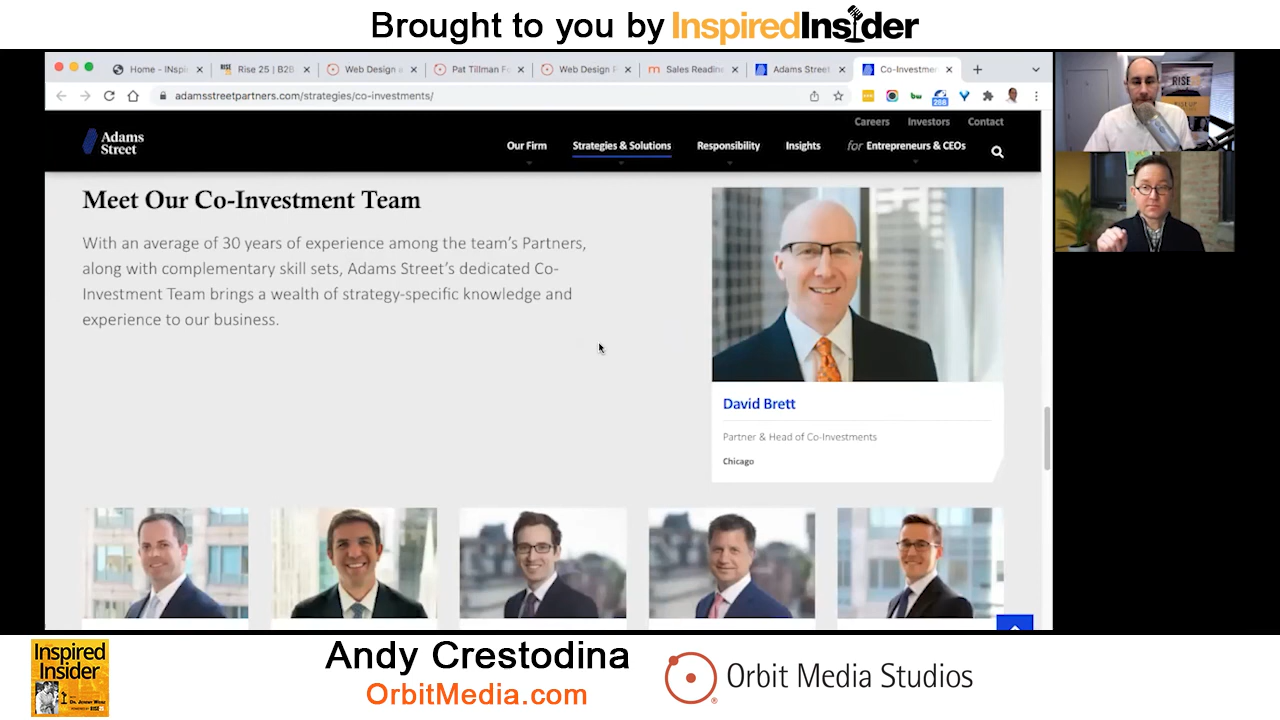 Brought to you by InspiredInsider
Home - INspi
Rise 25 | B2B
Web Design a
Pat Tillman Fo
Web Design P
Sales Readine
Adams Street
Co-Investmen
adamsstreetpartners.com/strategies/co-investments/
288
RISE
Careers Investors Contact
Adams
Street
Our Firm Strategies & Solutions Responsibility Insights for Entrepreneurs & CEOs
Meet Our Co-Investment Team
With an average of 30 years of experience among the team's Partners,
along with complementary skill sets, Adams Street's dedicated Co-
Investment Team brings a wealth of strategy-specific knowledge and
experience to our business.
David Brett
Partner & Head of Co-Investments
Chicago
Inspired
Insider
Andy Crestodina
OrbitMedia.com
Orbit Media Studios